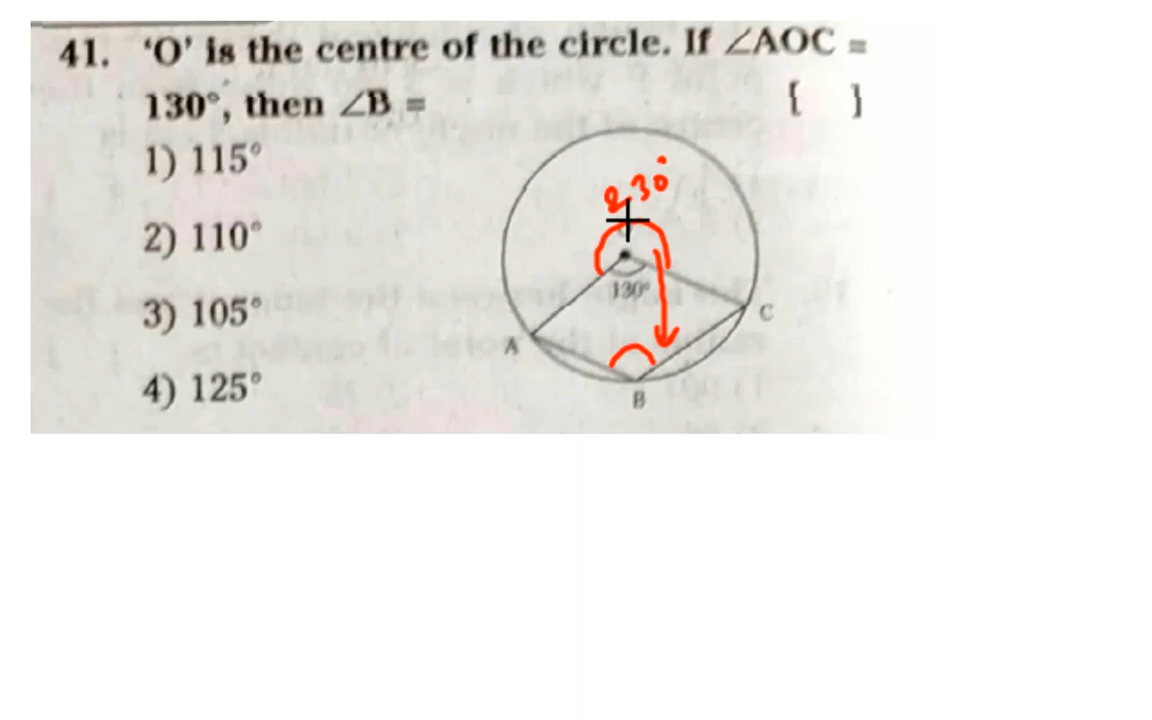 41. 'O' is the centre of the circle. If ∠AOC =
130°, then ∠B = { }
1) 115°
2) 110°
3) 105°
4) 125°
230°
130°
A
B
C